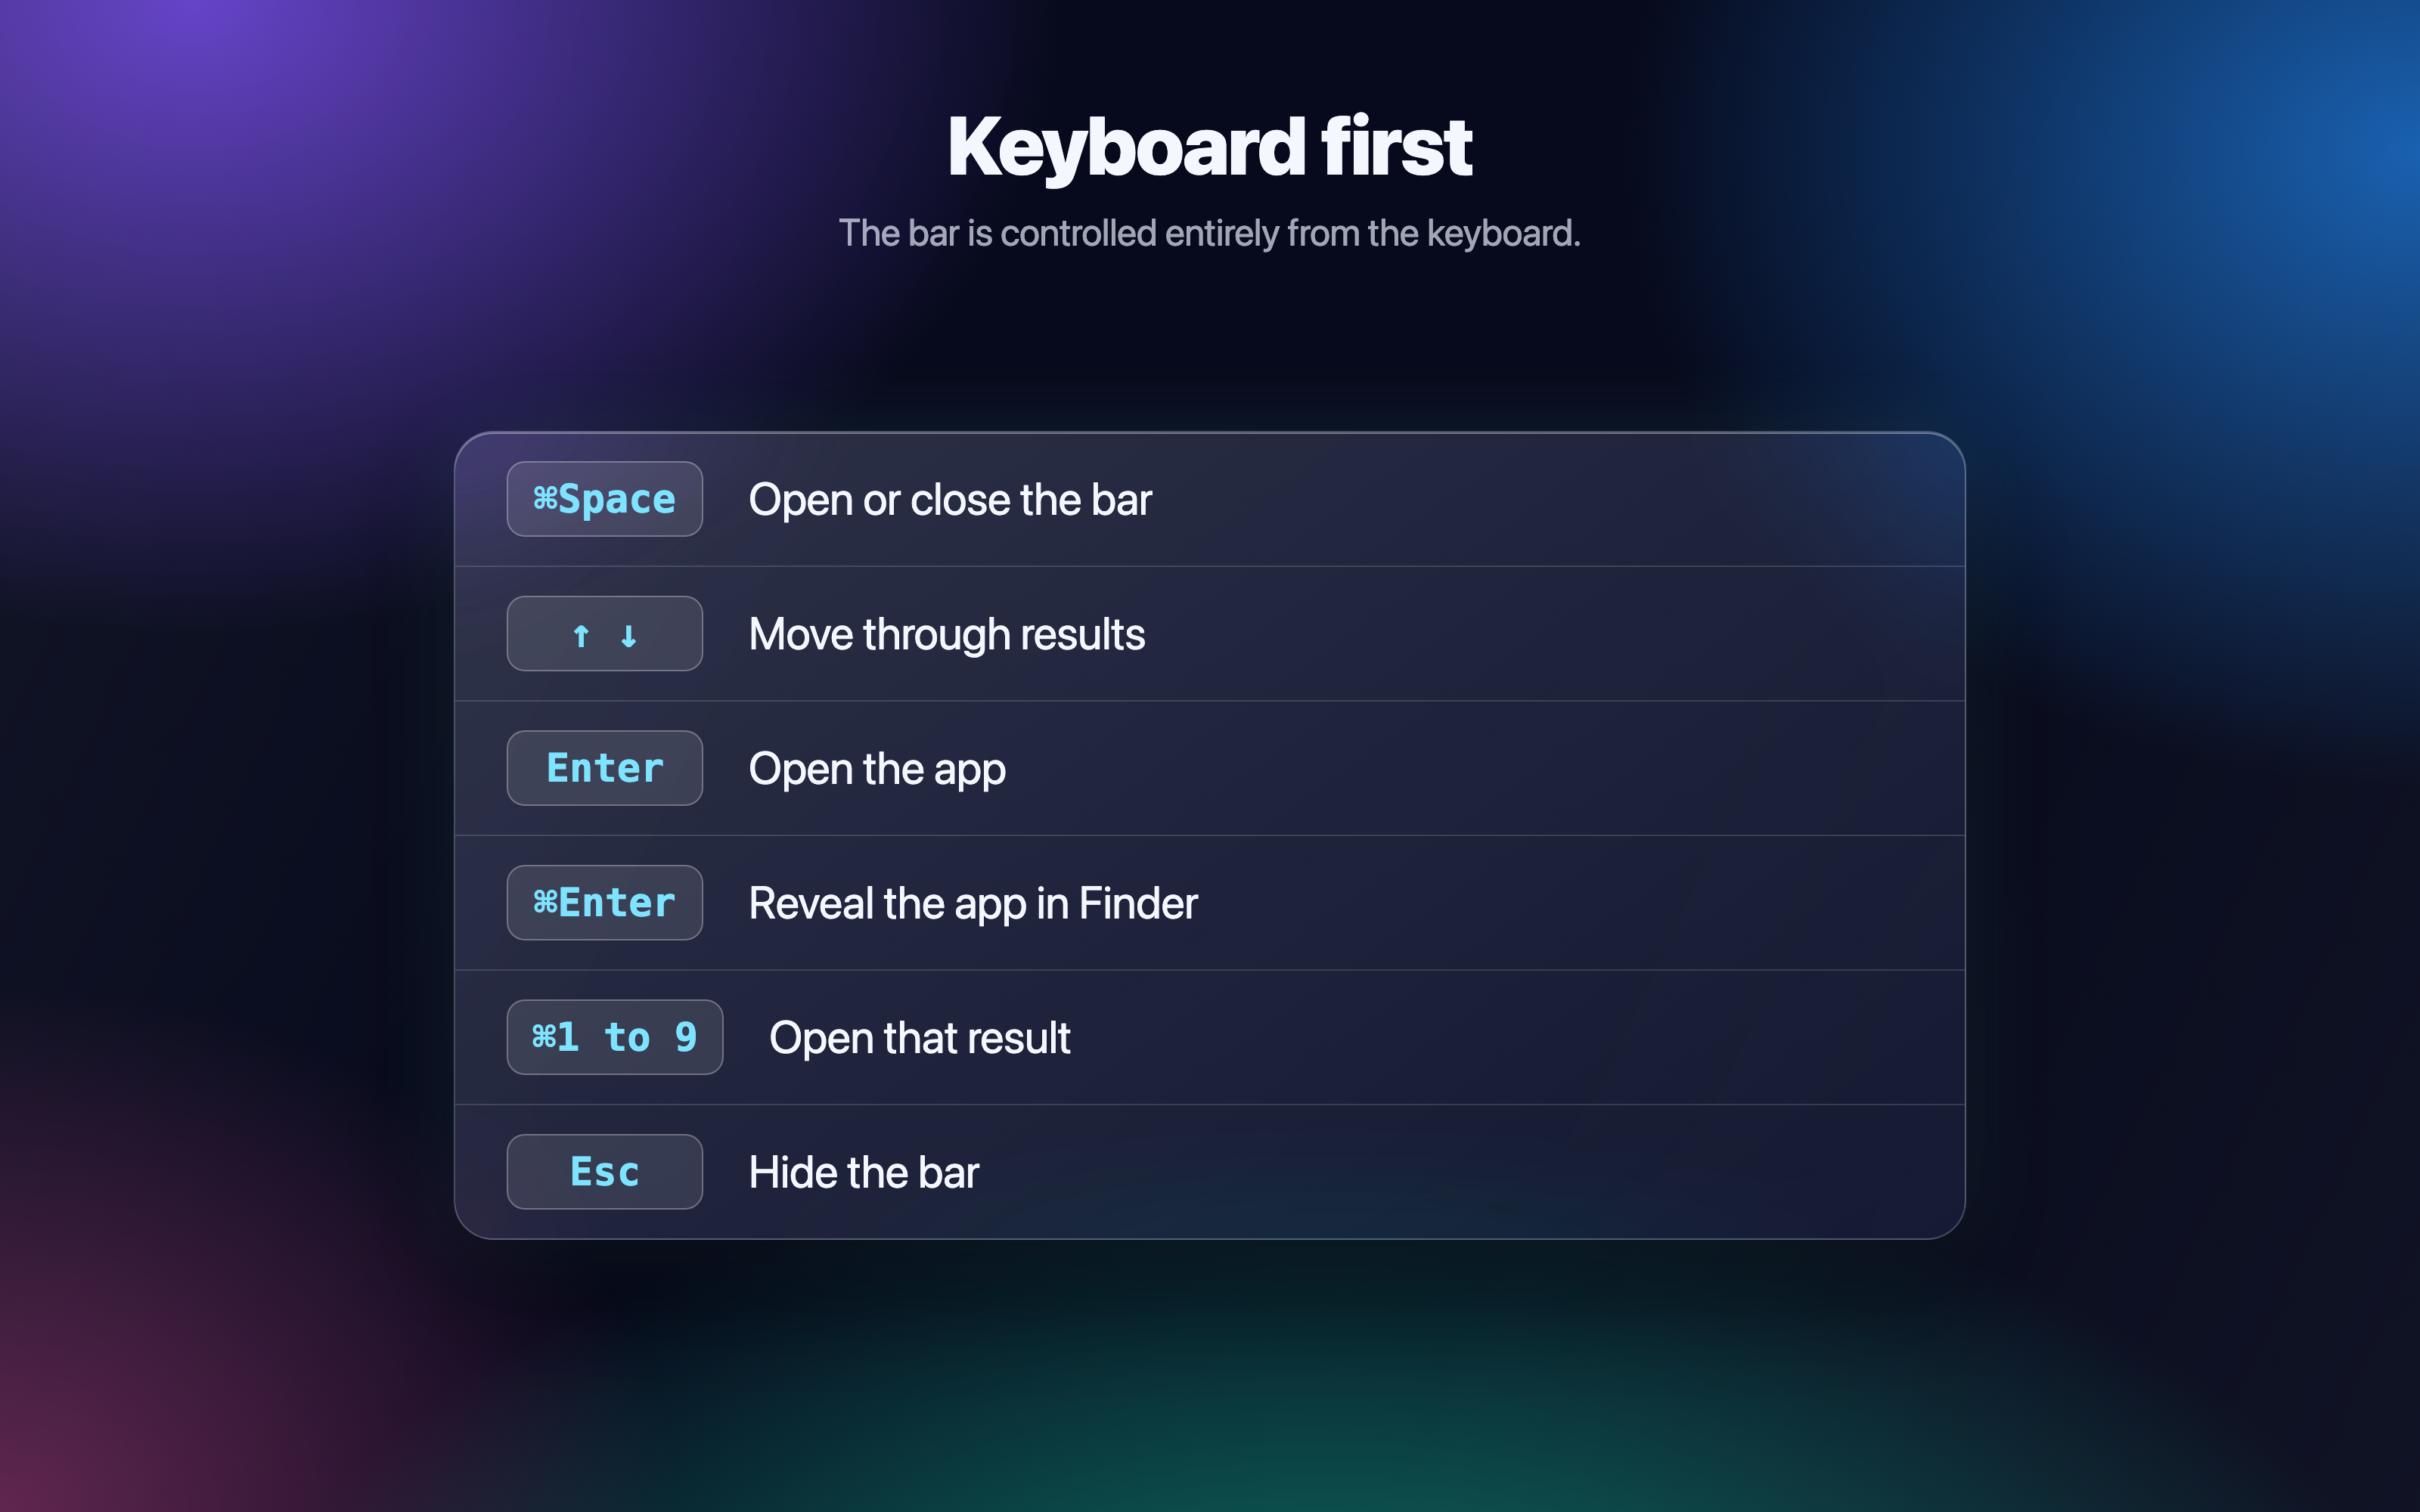 Keyboard first
The bar is controlled entirely from the keyboard.
⌘Space Open or close the bar
↑ ↓ Move through results
Enter Open the app
⌘Enter Reveal the app in Finder
⌘1 to 9 Open that result
Esc Hide the bar